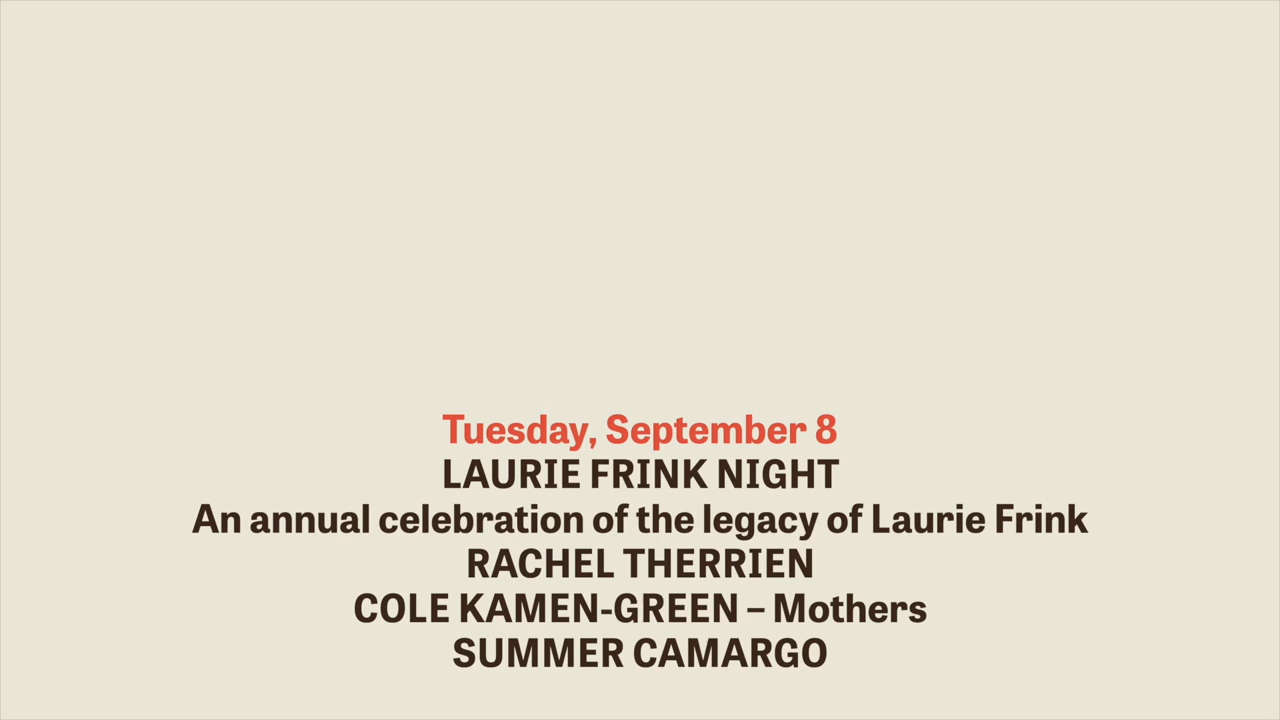 Tuesday, September 8
LAURIE FRINK NIGHT
An annual celebration of the legacy of Laurie Frink
RACHEL THERRIEN
COLE KAMEN-GREEN – Mothers
SUMMER CAMARGO